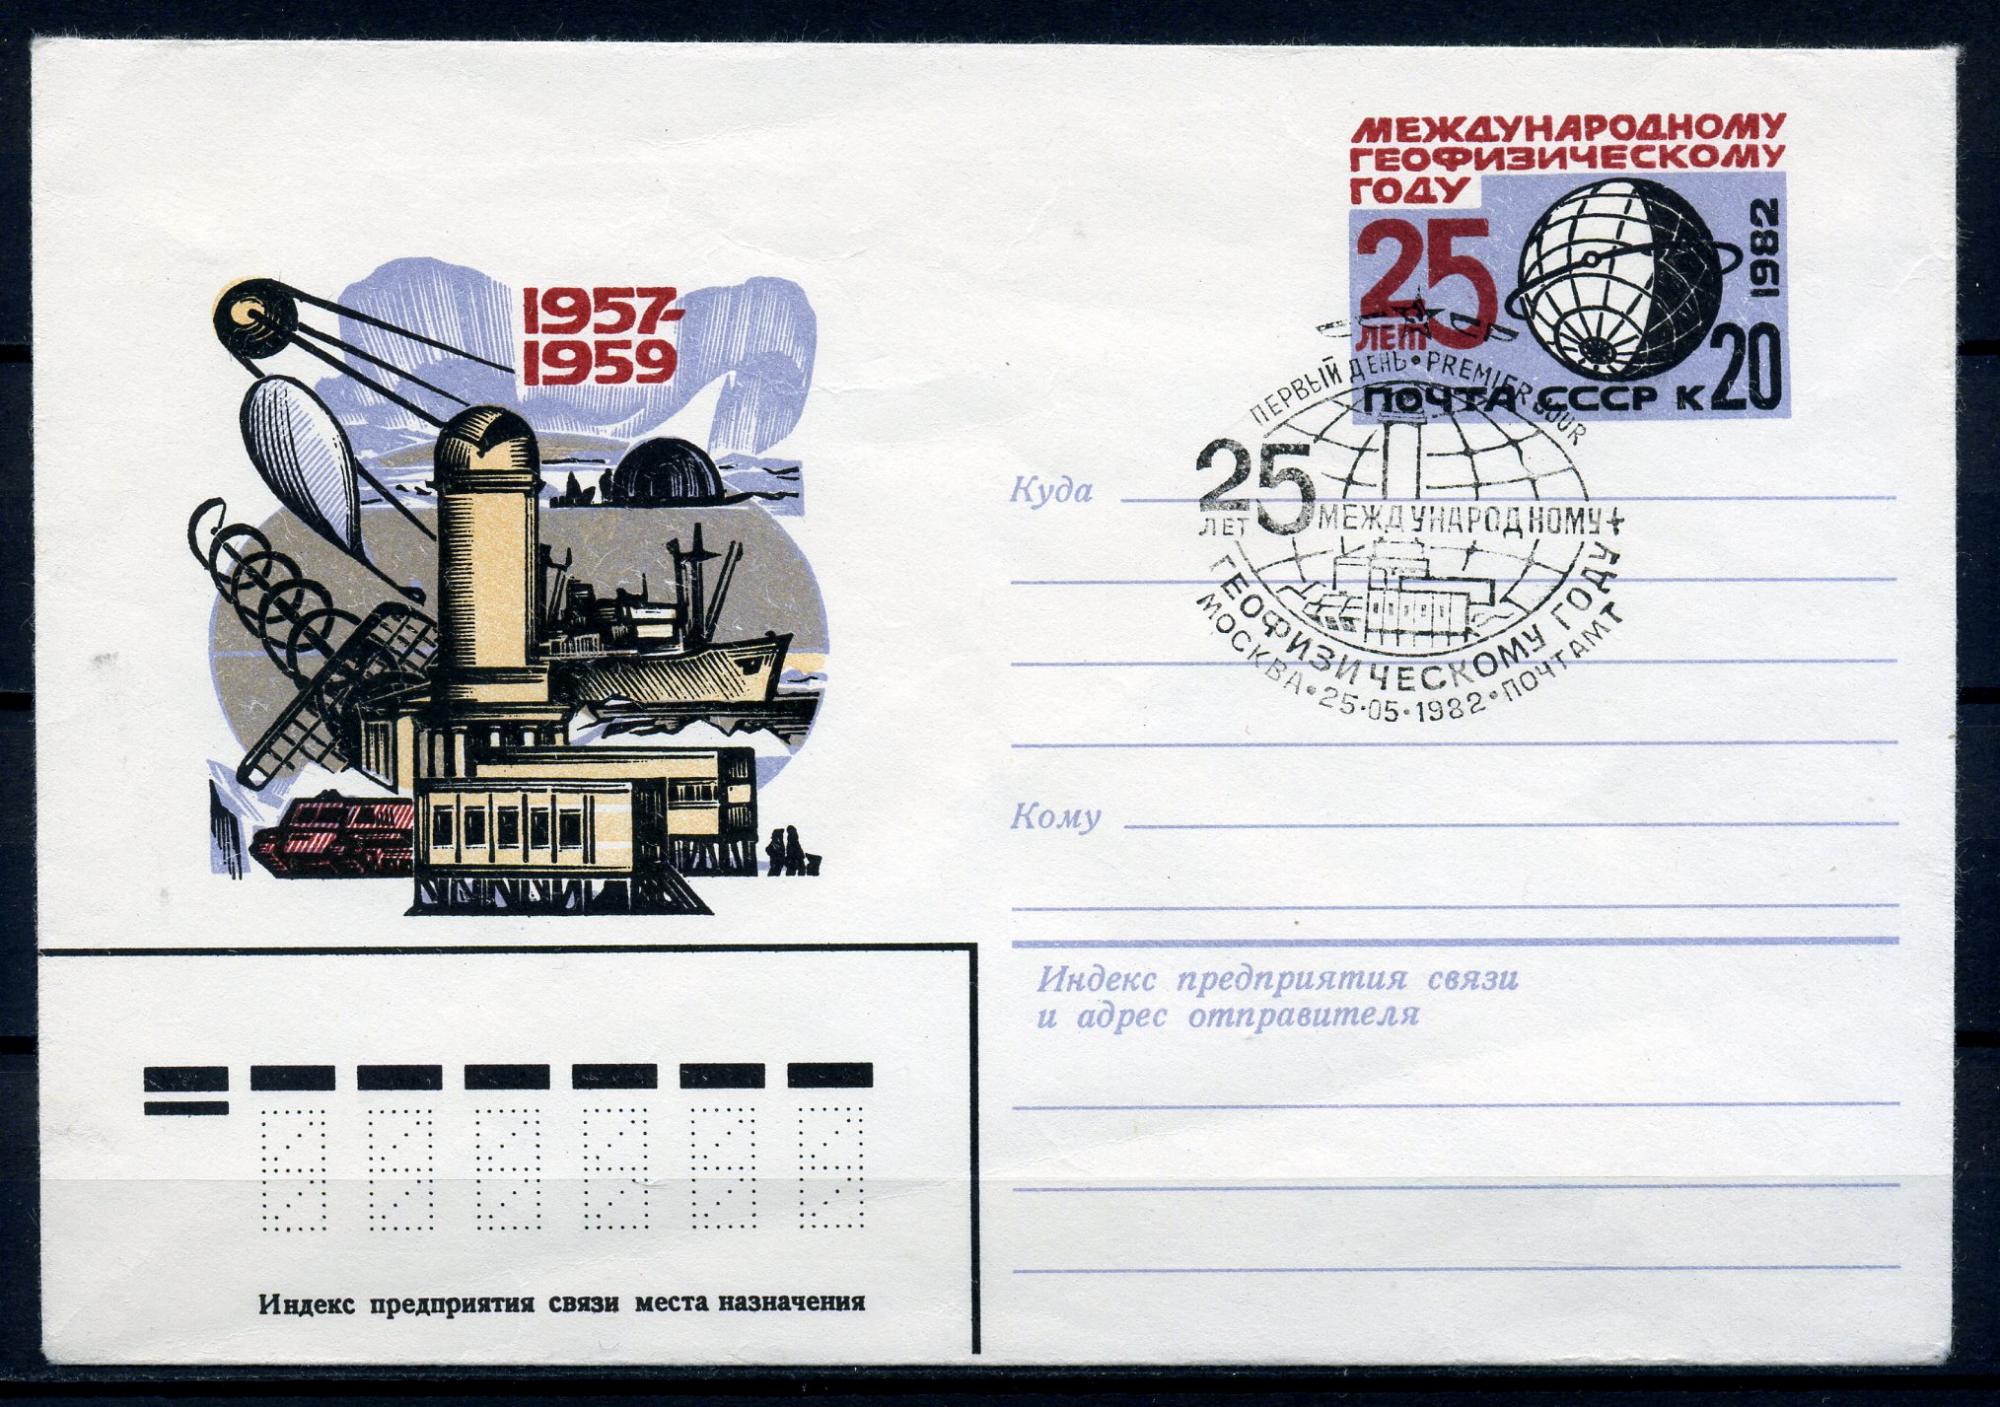 МЕЖДУНАРОДНОМУ
ГЕОФИЗИЧЕСКОМУ
ГОДУ
25
ЛЕТ
1982
ПОЧТА СССР К 20
1957-
1959
ПЕРВЫЙ ДЕНЬ • PREMIER JOUR
25
ЛЕТ
МЕЖДУНАРОДНОМУ
ГЕОФИЗИЧЕСКОМУ ГОДУ
МОСКВА • 25·05·1982 • ПОЧТАМТ
Куда
Кому
Индекс предприятия связи
и адрес отправителя
Индекс предприятия связи места назначения